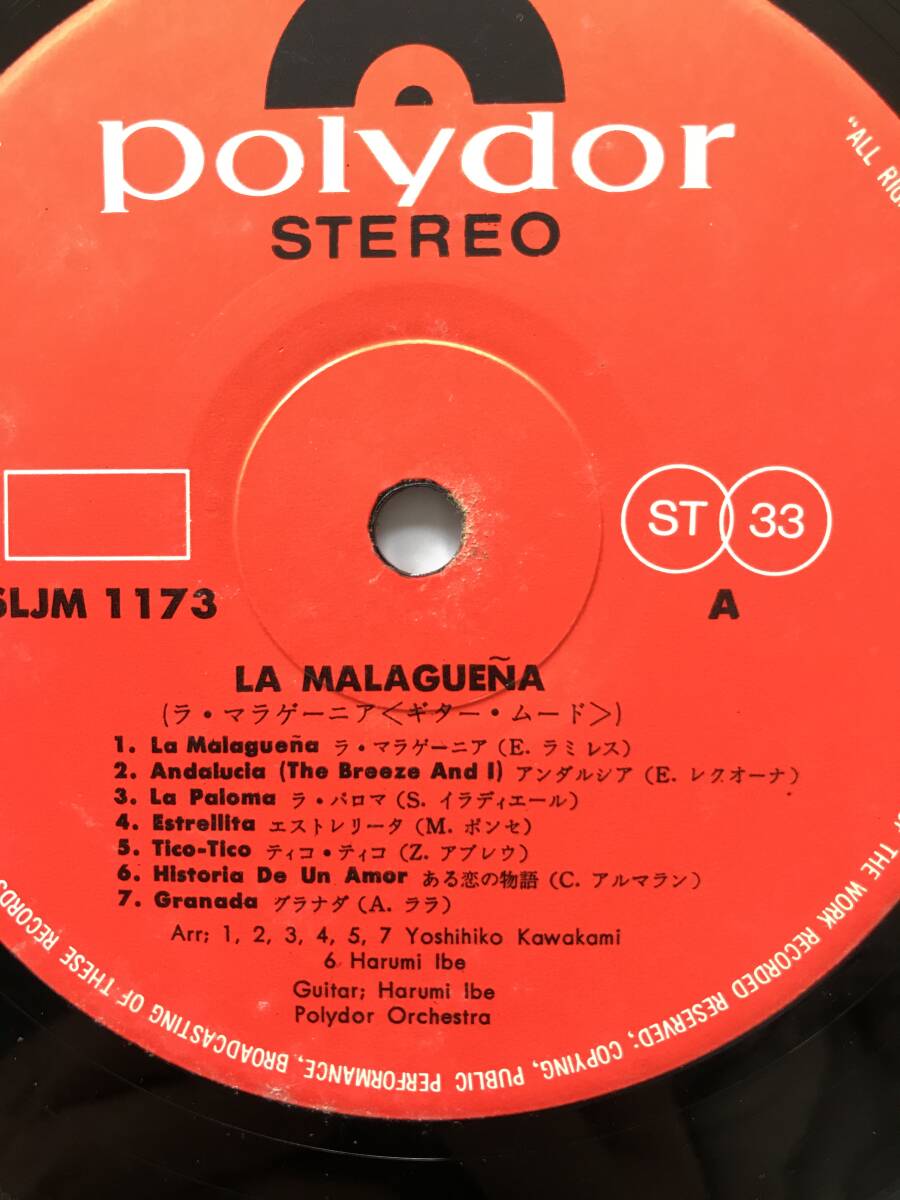 polydor
STEREO
ST 33
SLJM 1173
A
LA MALAGUEÑA
(ラ・マラゲーニア<ギター・ムード>)
1. La Malagueña ラ・マラゲーニア (E. ラミレス)
2. Andalucia (The Breeze And I) アンダルシア (E. レクオーナ)
3. La Paloma ラ・パロマ (S. イラディエール)
4. Estrellita エストレリータ (M. ポンセ)
5. Tico-Tico ティコ・ティコ (Z. アブレウ)
6. Historia De Un Amor ある恋の物語 (C. アルマラン)
7. Granada グラナダ (A. ララ)
Arr; 1, 2, 3, 4, 5, 7 Yoshihiko Kawakami
6. Harumi Ibe
Guitar; Harumi Ibe
Polydor Orchestra
"ALL
THE WORK RECORDED RESERVED; COPYING, PUBLIC PERFORMANCE, BROADCASTING OF THESE RECORDS